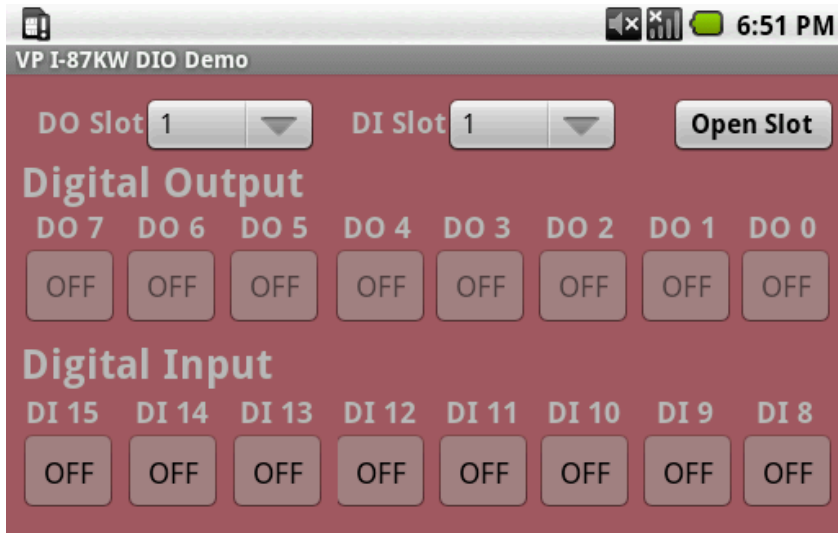 6:51 PM
VP I-87KW DIO Demo
DO Slot 1 DI Slot 1 Open Slot
Digital Output
DO 7 DO 6 DO 5 DO 4 DO 3 DO 2 DO 1 DO 0
OFF OFF OFF OFF OFF OFF OFF OFF
Digital Input
DI 15 DI 14 DI 13 DI 12 DI 11 DI 10 DI 9 DI 8
OFF OFF OFF OFF OFF OFF OFF OFF